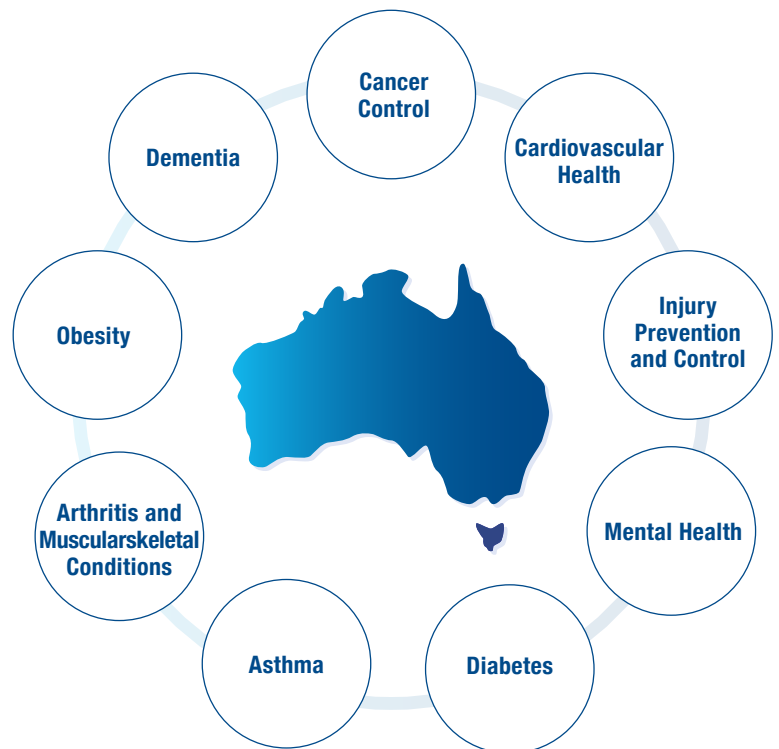 Cancer
Control
Cardiovascular
Health
Injury
Prevention
and Control
Mental Health
Diabetes
Asthma
Arthritis and
Muscularskeletal
Conditions
Obesity
Dementia